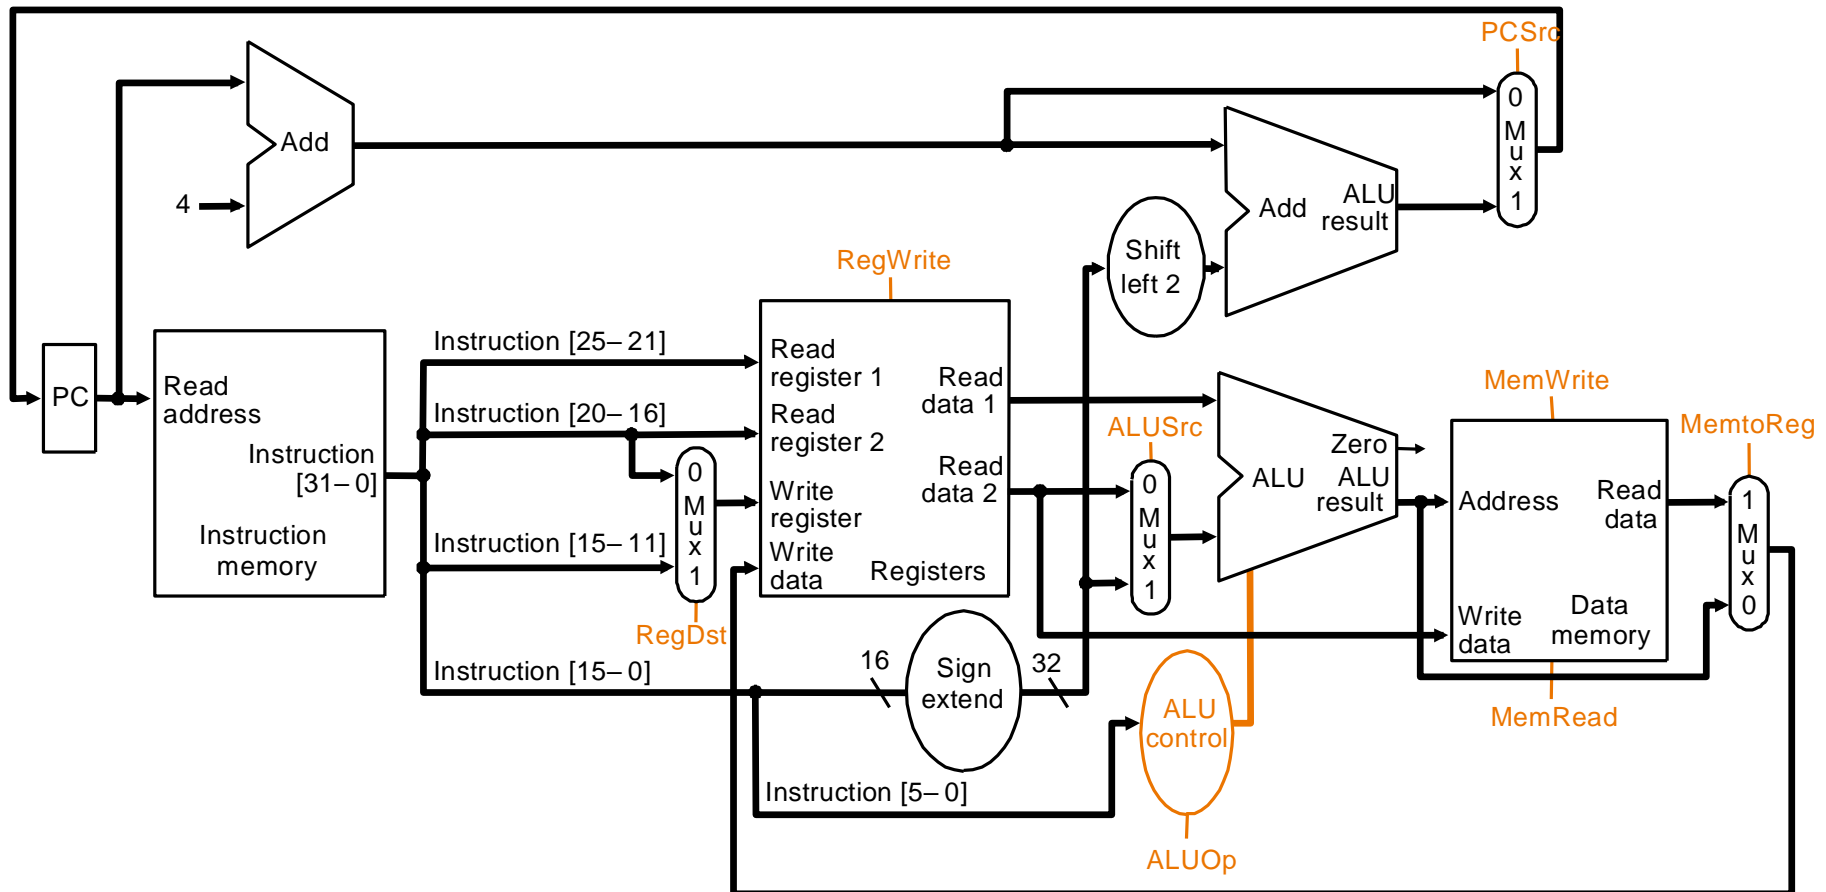 PCSrc
0
M
u
x
1
Add
4
Add
ALU
result
Shift
left 2
RegWrite
PC
Read
address
Instruction
[31–0]
Instruction
memory
Instruction [25–21]
Instruction [20–16]
Instruction [15–11]
Instruction [15–0]
Instruction [5–0]
0
M
u
x
1
RegDst
Read
register 1
Read
register 2
Write
register
Write
data
Read
data 1
Read
data 2
Registers
16
Sign
extend
32
ALUSrc
0
M
u
x
1
Zero
ALU
ALU
result
ALU
control
ALUOp
MemWrite
Address
Read
data
Write
data
Data
memory
MemRead
MemtoReg
1
M
u
x
0